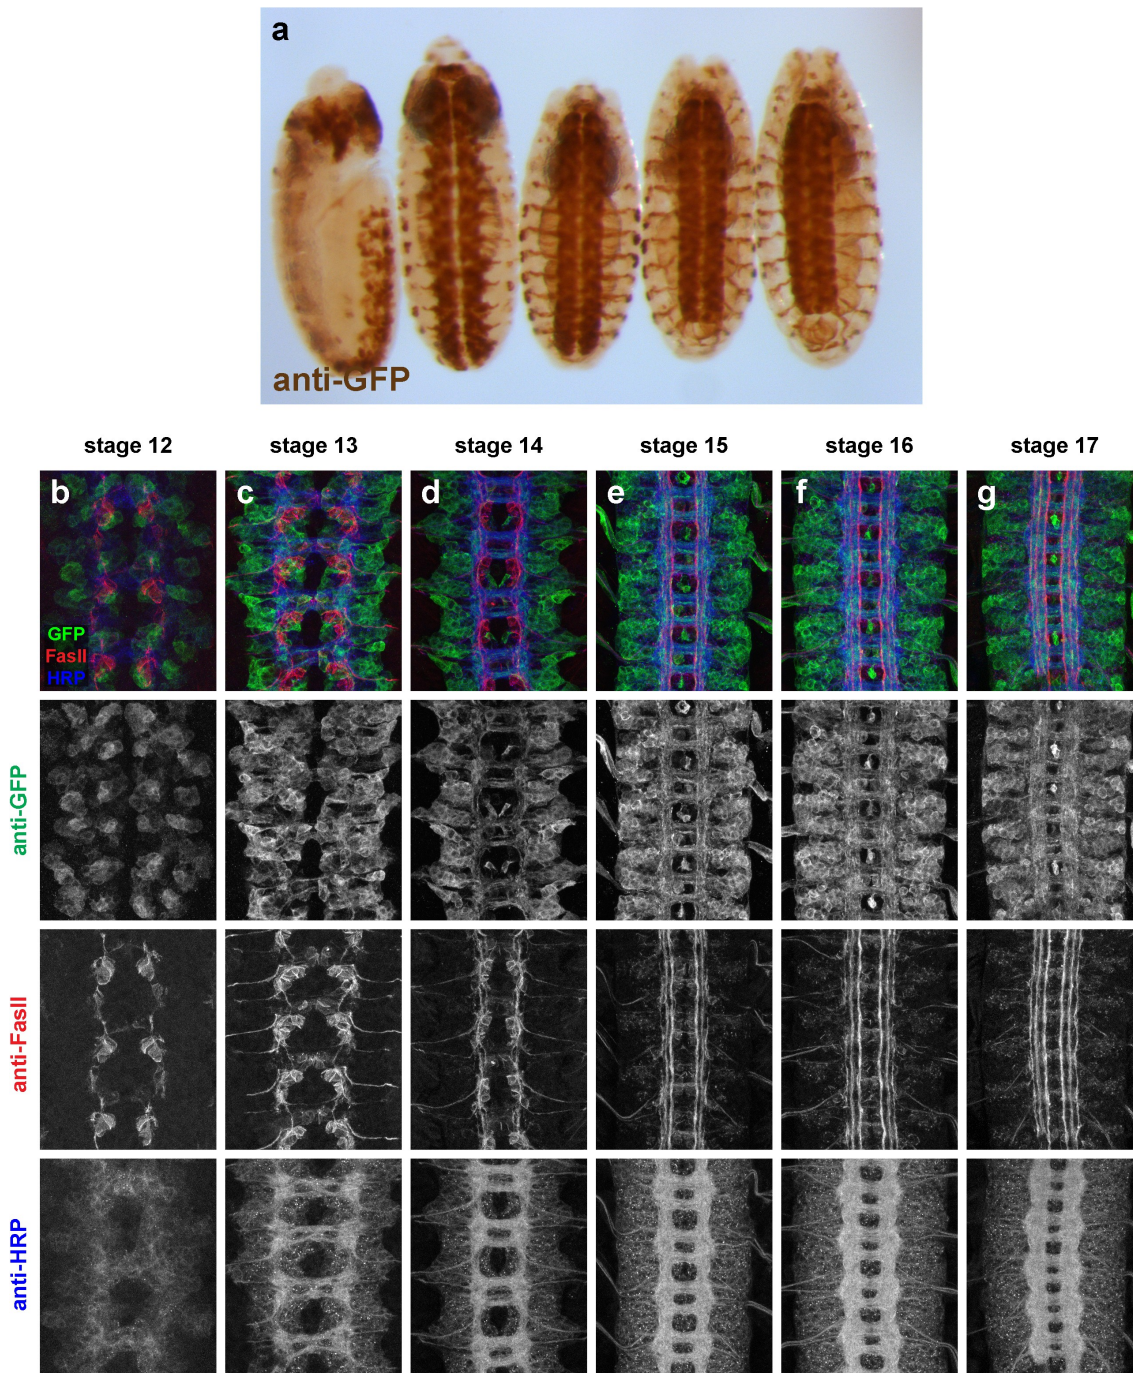 a
anti-GFP
stage 12
stage 13
stage 14
stage 15
stage 16
stage 17
b
c
d
e
f
g
GFP
FasII
HRP
anti-GFP
anti-FasII
anti-HRP